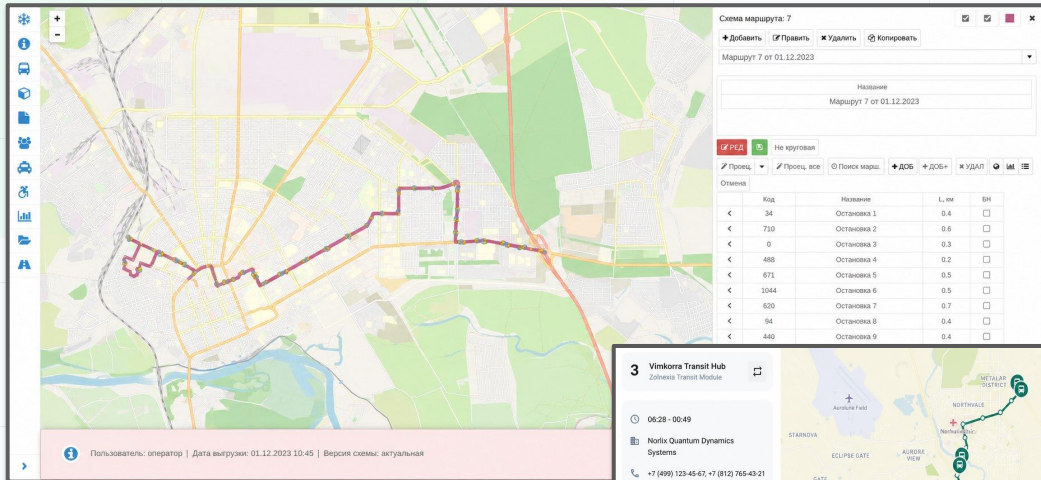 +
-
Схема маршрута: 7
+ Добавить Править × Удалить Копировать
Маршрут 7 от 01.12.2023
Название
Маршрут 7 от 01.12.2023
РЕД Не круговая
Проец. Проец. все Поиск марш. + ДОБ + ДОБ+ × УДАЛ
Отмена
Код Название L, км БН
34 Остановка 1 0.4
710 Остановка 2 0.6
0 Остановка 3 0.3
488 Остановка 4 0.2
671 Остановка 5 0.5
1044 Остановка 6 0.5
620 Остановка 7 0.7
94 Остановка 8 0.4
440 Остановка 9 0.4
Пользователь: оператор | Дата выгрузки: 01.12.2023 10:45 | Версия схемы: актуальная
3 Vimkorra Transit Hub
Zolnexia Transit Module
06:28 - 00:49
Norlix Quantum Dynamics
Systems
+7 (499) 123-45-67, +7 (812) 765-43-21
METALAR
DISTRICT
NORTHVALE
Aerolune Field
STARNOVA
ECLIPSE GATE
AURORA
VIEW
GATE